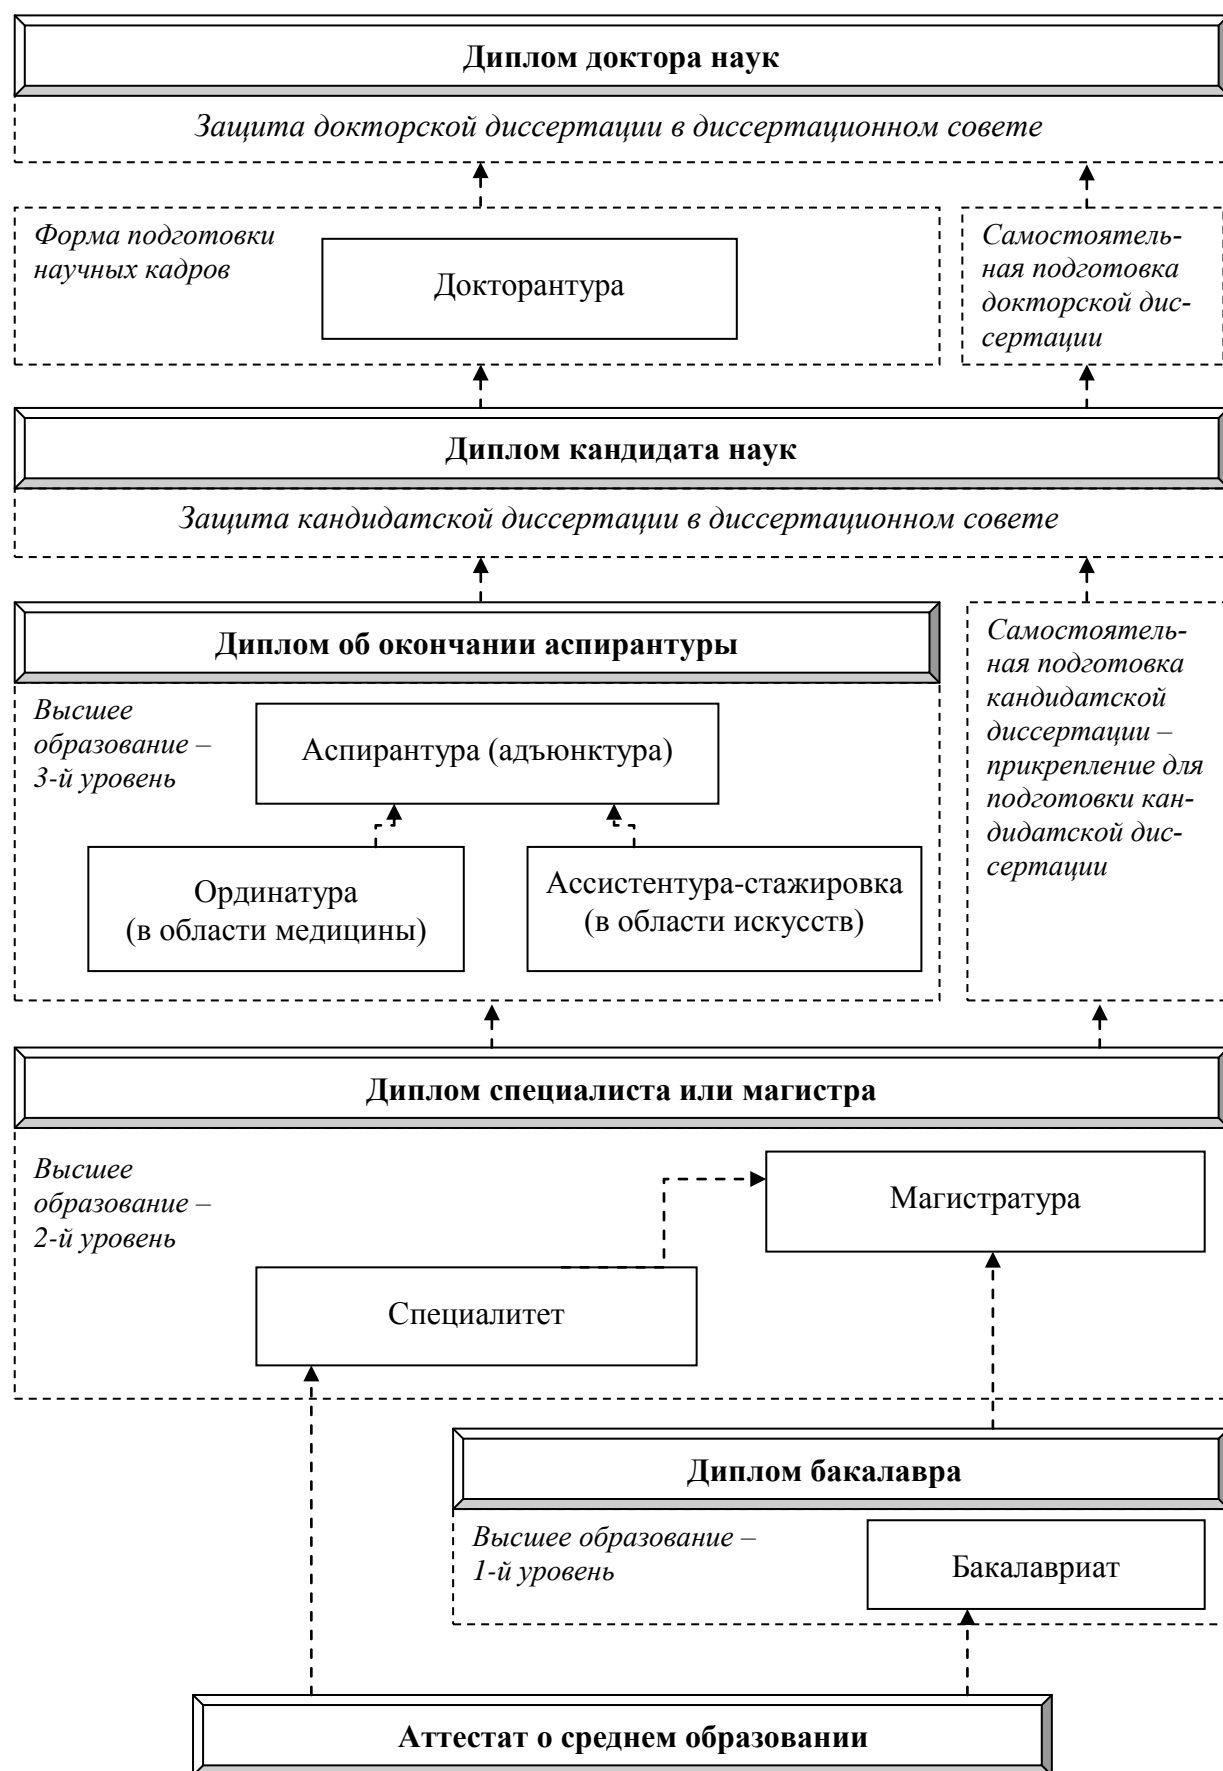 Диплом доктора наук
Защита докторской диссертации в диссертационном совете
Форма подготовки
научных кадров
Докторантура
Самостоятель-
ная подготовка
докторской дис-
сертации
Диплом кандидата наук
Защита кандидатской диссертации в диссертационном совете
Диплом об окончании аспирантуры
Высшее
образование –
3-й уровень
Аспирантура (адъюнктура)
Ординатура
(в области медицины)
Ассистентура-стажировка
(в области искусств)
Самостоятель-
ная подготовка
кандидатской
диссертации –
прикрепление для
подготовки кан-
дидатской дис-
сертации
Диплом специалиста или магистра
Высшее
образование –
2-й уровень
Магистратура
Специалитет
Диплом бакалавра
Высшее образование –
1-й уровень
Бакалавриат
Аттестат о среднем образовании